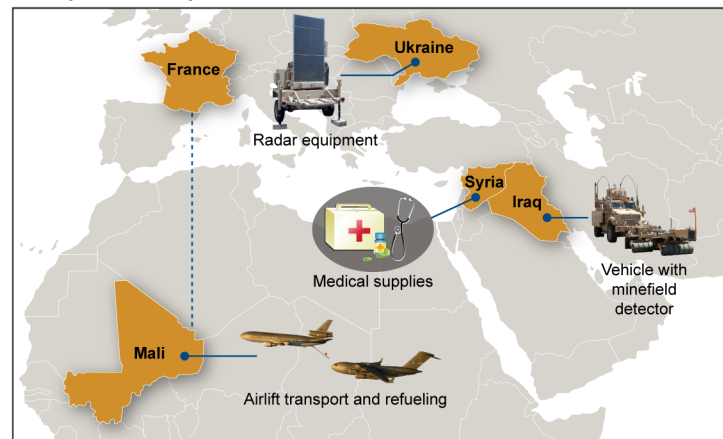 France
Ukraine
Radar equipment
Syria
Iraq
Medical supplies
Vehicle with
minefield
detector
Mali
Airlift transport and refueling